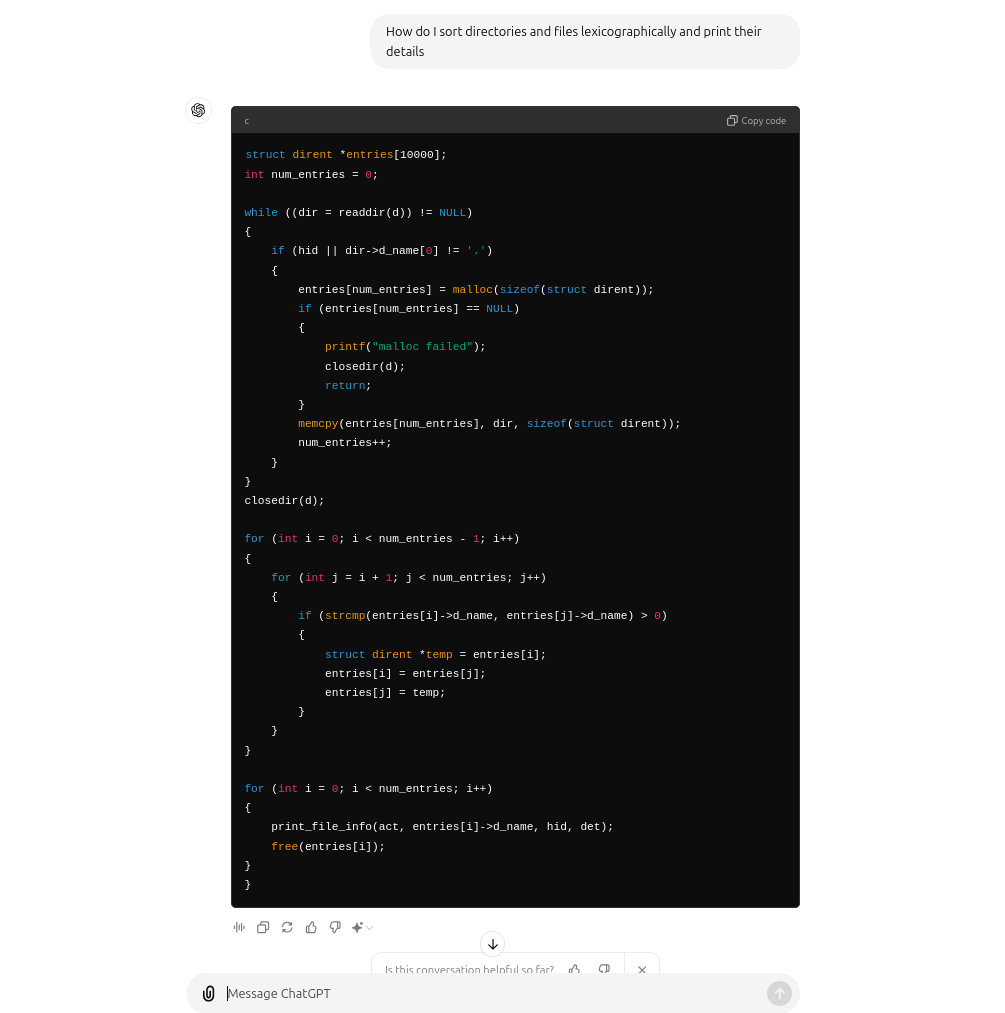 How do I sort directories and files lexicographically and print their
details
c
Copy code
struct dirent *entries[10000];
int num_entries = 0;
while ((dir = readdir(d)) != NULL)
{
    if (hid || dir->d_name[0] != '.')
    {
        entries[num_entries] = malloc(sizeof(struct dirent));
        if (entries[num_entries] == NULL)
        {
            printf("malloc failed");
            closedir(d);
            return;
        }
        memcpy(entries[num_entries], dir, sizeof(struct dirent));
        num_entries++;
    }
}
closedir(d);
for (int i = 0; i < num_entries - 1; i++)
{
    for (int j = i + 1; j < num_entries; j++)
    {
        if (strcmp(entries[i]->d_name, entries[j]->d_name) > 0)
        {
            struct dirent *temp = entries[i];
            entries[i] = entries[j];
            entries[j] = temp;
        }
    }
}
for (int i = 0; i < num_entries; i++)
{
    print_file_info(act, entries[i]->d_name, hid, det);
    free(entries[i]);
}
}
Is this conversation helpful so far?
Message ChatGPT